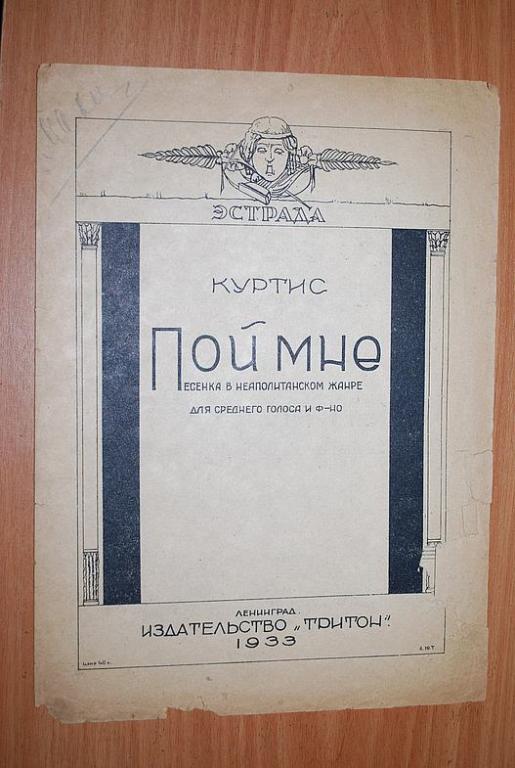 ЭСТРАДА
КУРТИС
Пой мне
ПЕСЕНКА В НЕАПОЛИТАНСКОМ ЖАНРЕ
ДЛЯ СРЕДНЕГО ГОЛОСА И Ф-НО
ЛЕНИНГРАД.
ИЗДАТЕЛЬСТВО „ТРИТОН".
1933